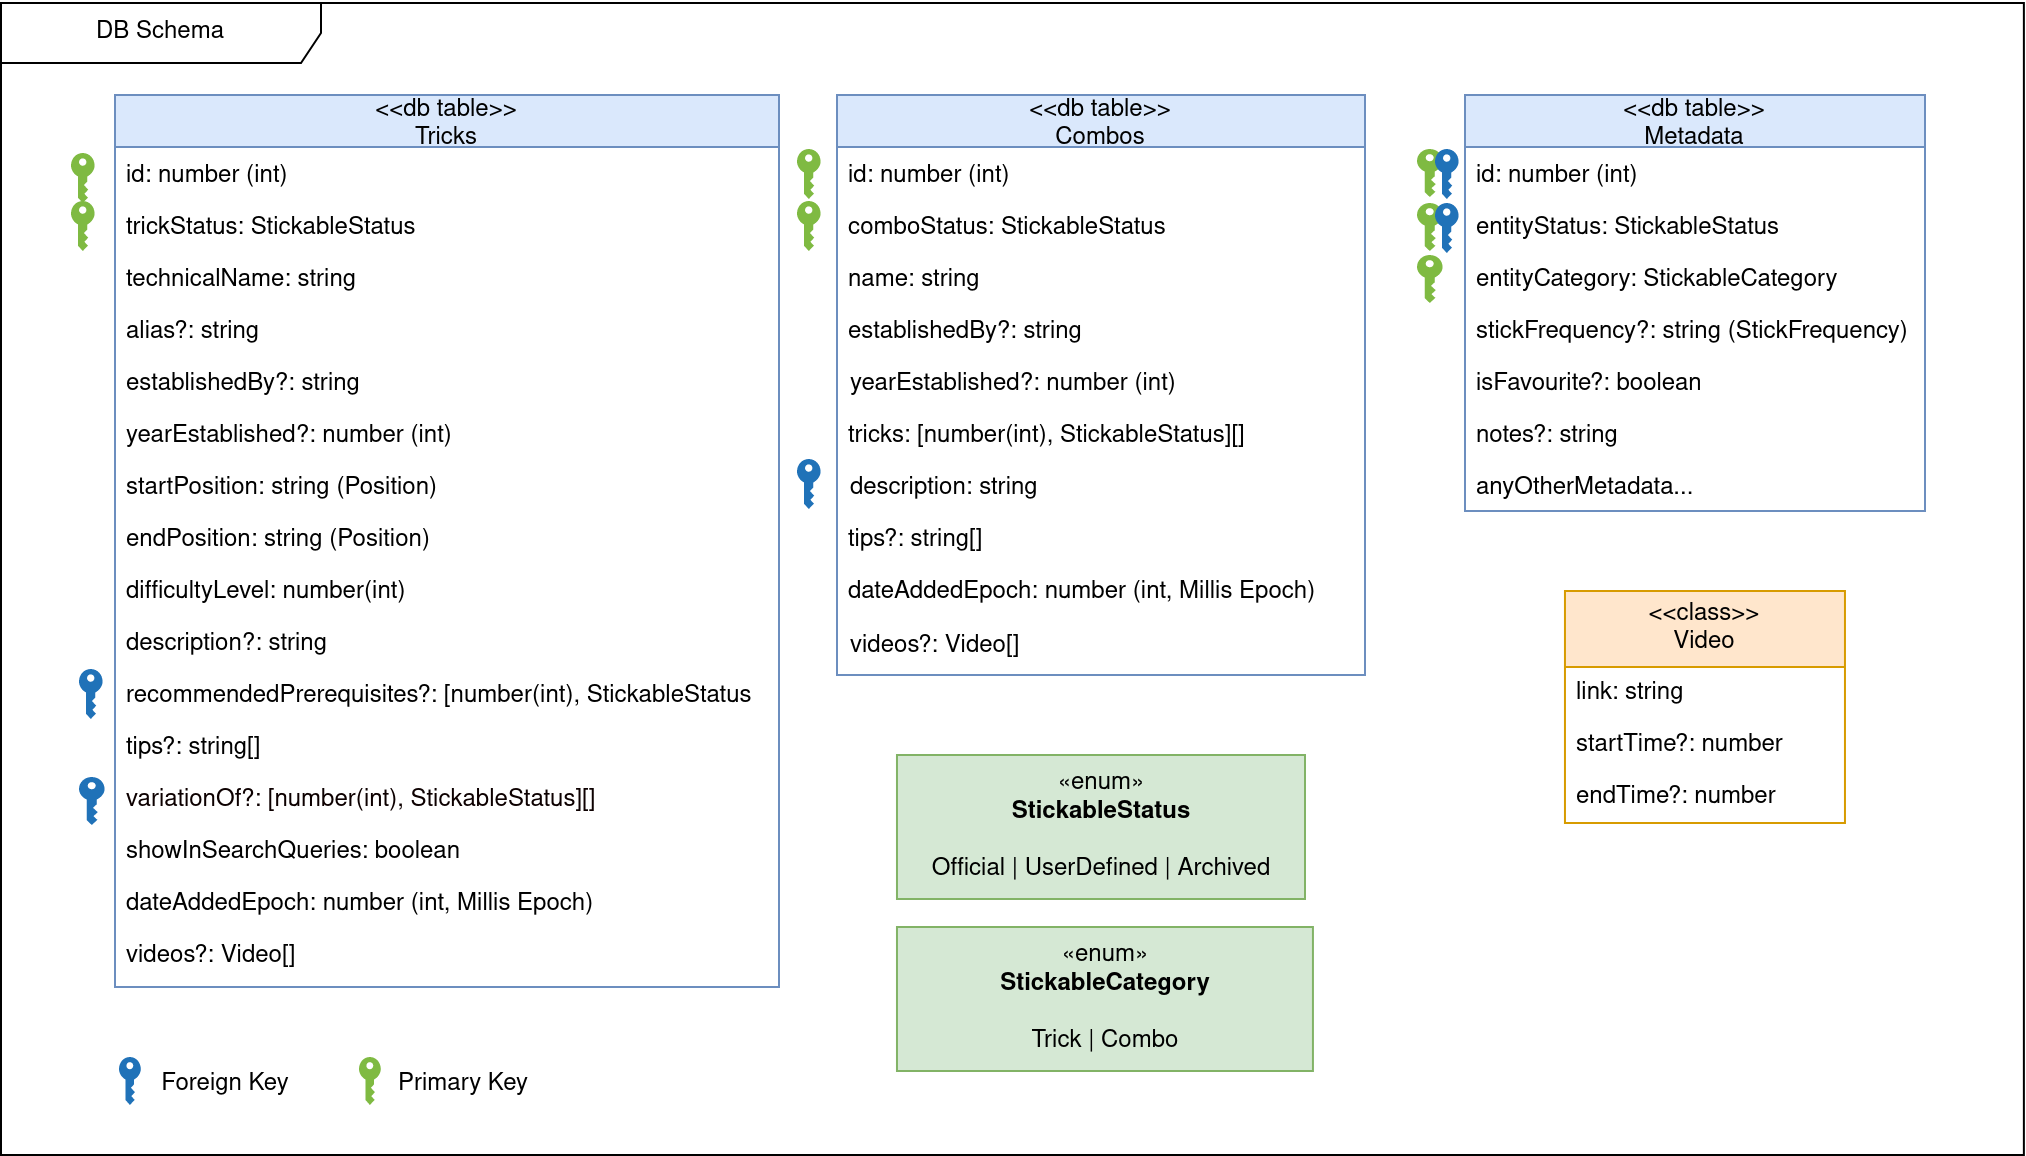 DB Schema
<<db table>>
Tricks
id: number (int)
trickStatus: StickableStatus
technicalName: string
alias?: string
establishedBy?: string
yearEstablished?: number (int)
startPosition: string (Position)
endPosition: string (Position)
difficultyLevel: number(int)
description?: string
recommendedPrerequisites?: [number(int), StickableStatus
tips?: string[]
variationOf?: [number(int), StickableStatus][]
showInSearchQueries: boolean
dateAddedEpoch: number (int, Millis Epoch)
videos?: Video[]
<<db table>>
Combos
id: number (int)
comboStatus: StickableStatus
name: string
establishedBy?: string
yearEstablished?: number (int)
tricks: [number(int), StickableStatus][]
description: string
tips?: string[]
dateAddedEpoch: number (int, Millis Epoch)
videos?: Video[]
<<db table>>
Metadata
id: number (int)
entityStatus: StickableStatus
entityCategory: StickableCategory
stickFrequency?: string (StickFrequency)
isFavourite?: boolean
notes?: string
anyOtherMetadata...
<<class>>
Video
link: string
startTime?: number
endTime?: number
«enum»
StickableStatus
Official | UserDefined | Archived
«enum»
StickableCategory
Trick | Combo
Foreign Key
Primary Key